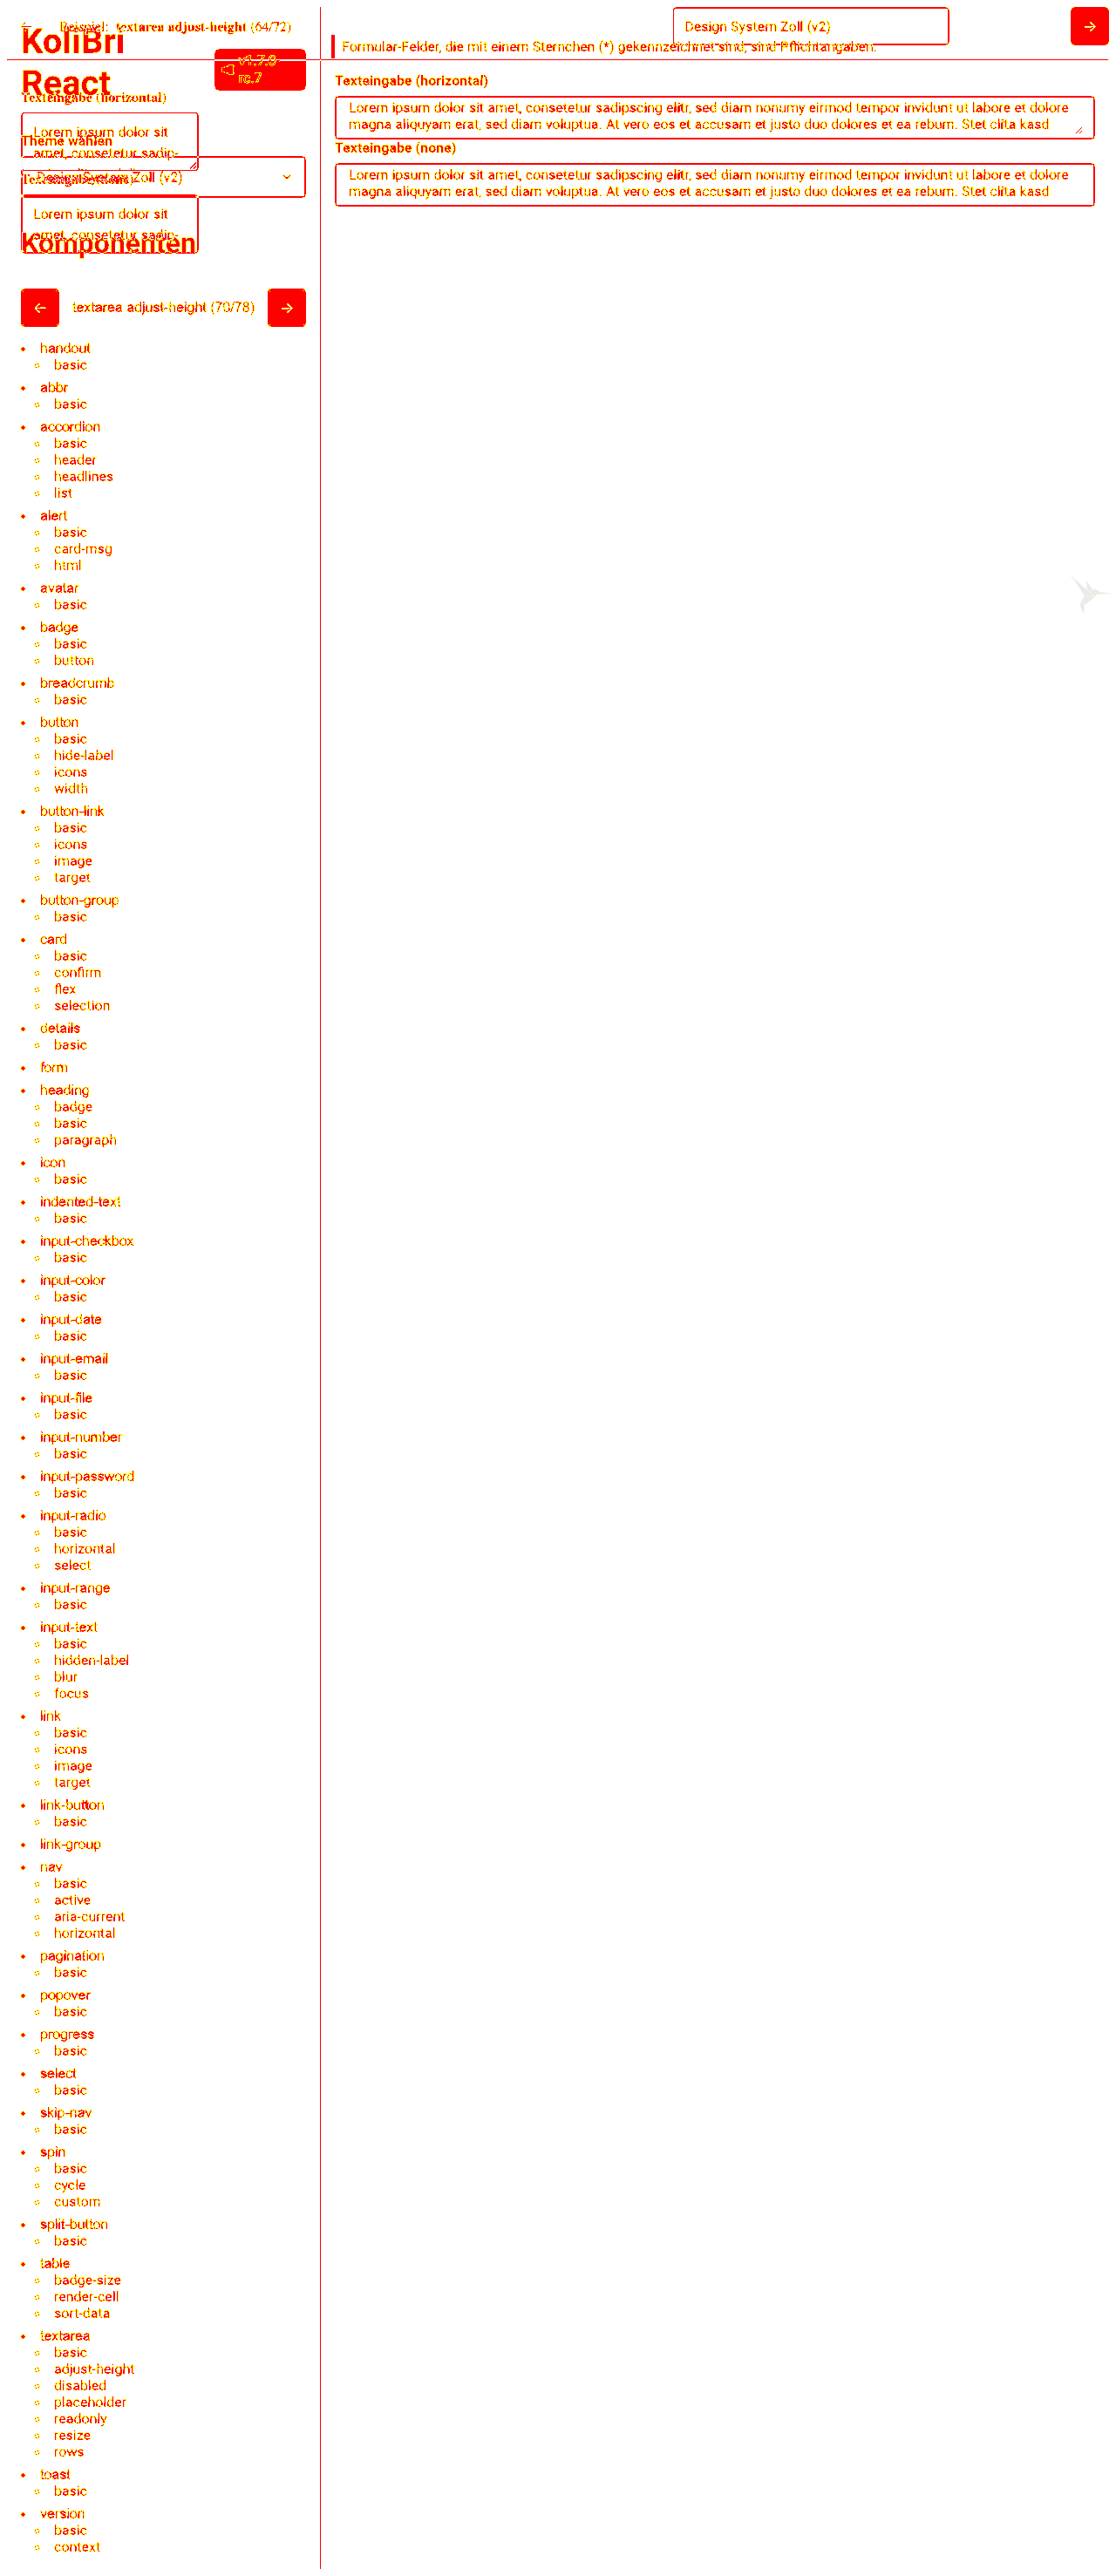 ← Beispiel: textarea adjust-height (64/72)
Design System Zoll (v2)
→
KoliBri
React
v1.7.0-
rc.7
Formular-Felder, die mit einem Sternchen (*) gekennzeichnet sind, sind Pflichtangaben.
Texteingabe (horizontal)
Lorem ipsum dolor sit
amet, consetetur sadip-
Theme wählen
Design System Zoll (v2)
Lorem ipsum dolor sit
amet, consetetur sadip-
Komponenten
← textarea adjust-height (70/78) →
handout
basic
abbr
basic
accordion
basic
header
headlines
list
alert
basic
card-msg
html
avatar
basic
badge
basic
button
breadcrumb
basic
button
basic
hide-label
icons
width
button-link
basic
icons
image
target
button-group
basic
card
basic
confirm
flex
selection
details
basic
form
heading
badge
basic
paragraph
icon
basic
indented-text
basic
input-checkbox
basic
input-color
basic
input-date
basic
input-email
basic
input-file
basic
input-number
basic
input-password
basic
input-radio
basic
horizontal
select
input-range
basic
input-text
basic
hidden-label
blur
focus
link
basic
icons
image
target
link-button
basic
link-group
nav
basic
active
aria-current
horizontal
pagination
basic
popover
basic
progress
basic
select
basic
skip-nav
basic
spin
basic
cycle
custom
split-button
basic
table
badge-size
render-cell
sort-data
textarea
basic
adjust-height
disabled
placeholder
readonly
resize
rows
toast
basic
version
basic
context
Texteingabe (horizontal)
Lorem ipsum dolor sit amet, consetetur sadipscing elitr, sed diam nonumy eirmod tempor invidunt ut labore et dolore
magna aliquyam erat, sed diam voluptua. At vero eos et accusam et justo duo dolores et ea rebum. Stet clita kasd
Texteingabe (none)
Lorem ipsum dolor sit amet, consetetur sadipscing elitr, sed diam nonumy eirmod tempor invidunt ut labore et dolore
magna aliquyam erat, sed diam voluptua. At vero eos et accusam et justo duo dolores et ea rebum. Stet clita kasd